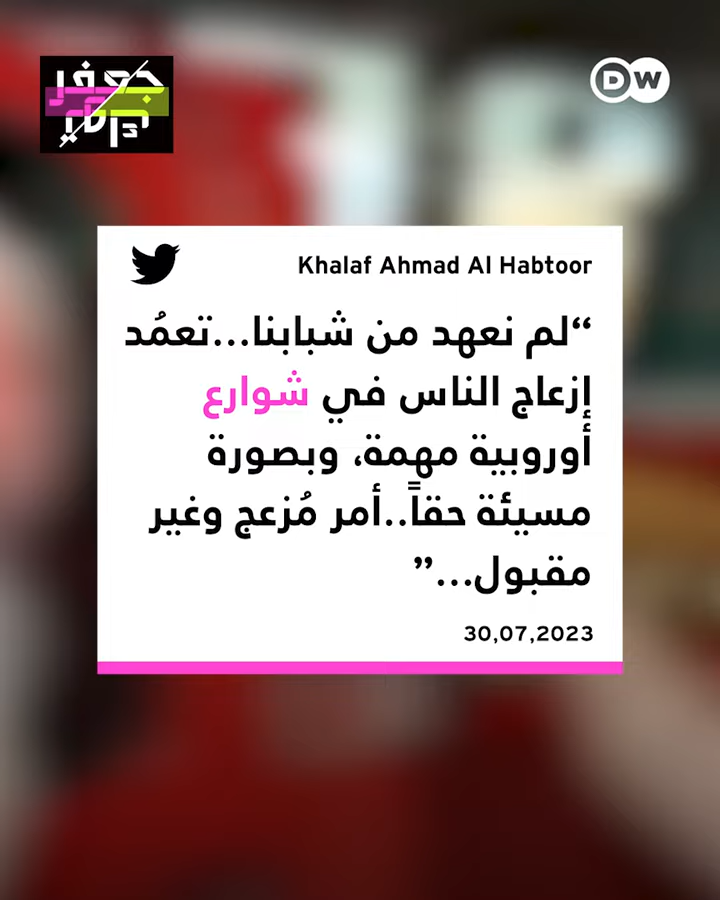 جعفر
توك
DW
Khalaf Ahmad Al Habtoor
“لم نعهد من شبابنا...تعمُد
إزعاج الناس في شوارع
أوروبية مهمة، وبصورة
مسيئة حقاً..أمر مُزعج وغير
مقبول...”
30,07,2023